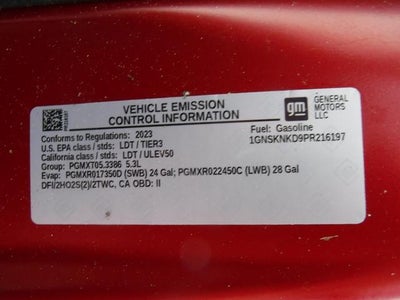 VEHICLE EMISSION
CONTROL INFORMATION
gm
GENERAL
MOTORS
LLC
Conforms to Regulations: 2023
Fuel: Gasoline
U.S. EPA class / stds: LDT / TIER3
1GNSKNKD9PR216197
California class / stds: LDT / ULEV50
Group: PGMXT05.3386 5.3L
Evap: PGMXR017350D (SWB) 24 Gal; PGMXR022450C (LWB) 28 Gal
DFI/2HO2S(2)/2TWC, CA OBD: II